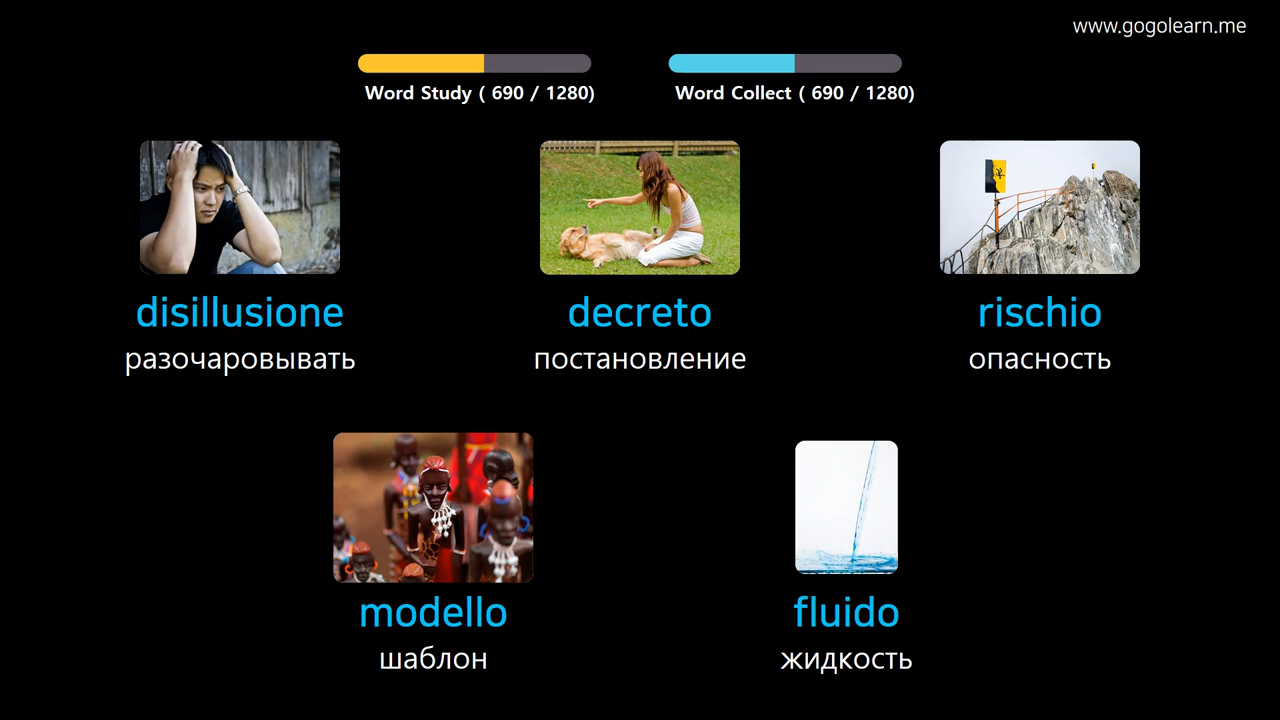 www.gogolearn.me
Word Study ( 690 / 1280)
Word Collect ( 690 / 1280)
disillusione
разочаровывать
decreto
постановление
rischio
опасность
modello
шаблон
fluido
жидкость